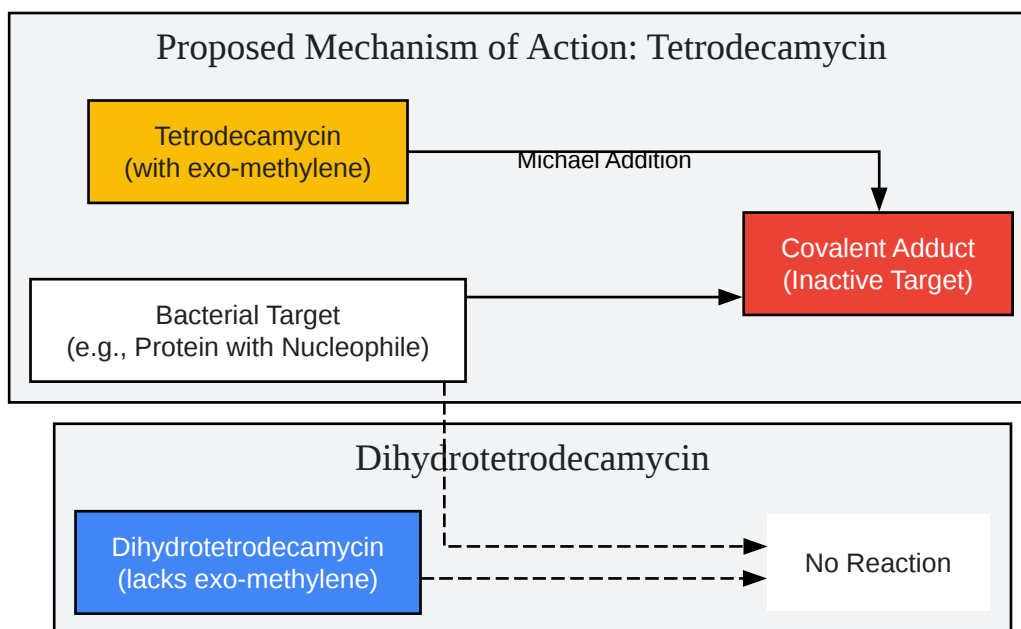 Proposed Mechanism of Action: Tetrodecamycin
Tetrodecamycin
(with exo-methylene)
Michael Addition
Covalent Adduct
(Inactive Target)
Bacterial Target
(e.g., Protein with Nucleophile)
Dihydrotetrodecamycin
Dihydrotetrodecamycin
(lacks exo-methylene)
No Reaction